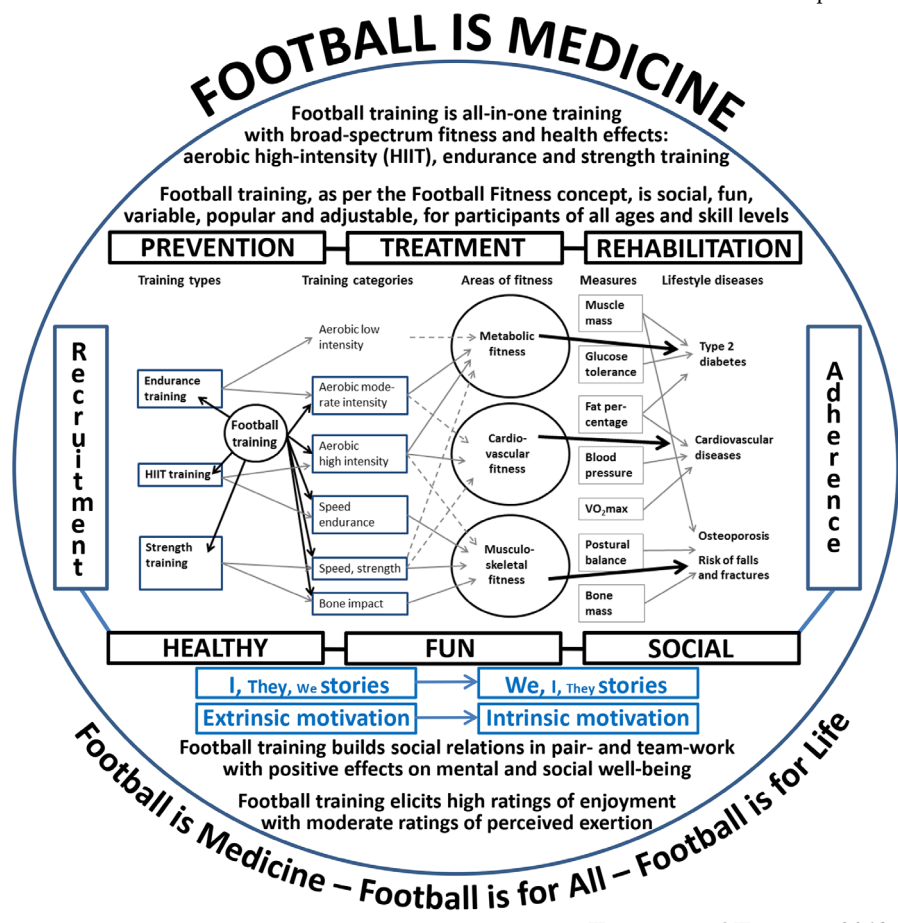 FOOTBALL IS MEDICINE
Football training is all-in-one training
with broad-spectrum fitness and health effects:
aerobic high-intensity (HIIT), endurance and strength training
Football training, as per the Football Fitness concept, is social, fun,
variable, popular and adjustable, for participants of all ages and skill levels
PREVENTION
TREATMENT
REHABILITATION
Training types
Training categories
Areas of fitness
Measures
Lifestyle diseases
Recruitment
Endurance
training
HIIT training
Strength
training
Football
training
Aerobic low
intensity
Aerobic mode-
rate intensity
Aerobic
high intensity
Speed
endurance
Speed, strength
Bone impact
Metabolic
fitness
Cardio-
vascular
fitness
Musculo-
skeletal
fitness
Muscle
mass
Glucose
tolerance
Fat per-
centage
Blood
pressure
VO₂max
Postural
balance
Bone
mass
Type 2
diabetes
Cardiovascular
diseases
Osteoporosis
Risk of falls
and fractures
Adherence
HEALTHY
FUN
SOCIAL
I, They, We stories
We, I, They stories
Extrinsic motivation
Intrinsic motivation
Football training builds social relations in pair- and team-work
with positive effects on mental and social well-being
Football training elicits high ratings of enjoyment
with moderate ratings of perceived exertion
Football is Medicine – Football is for All – Football is for Life